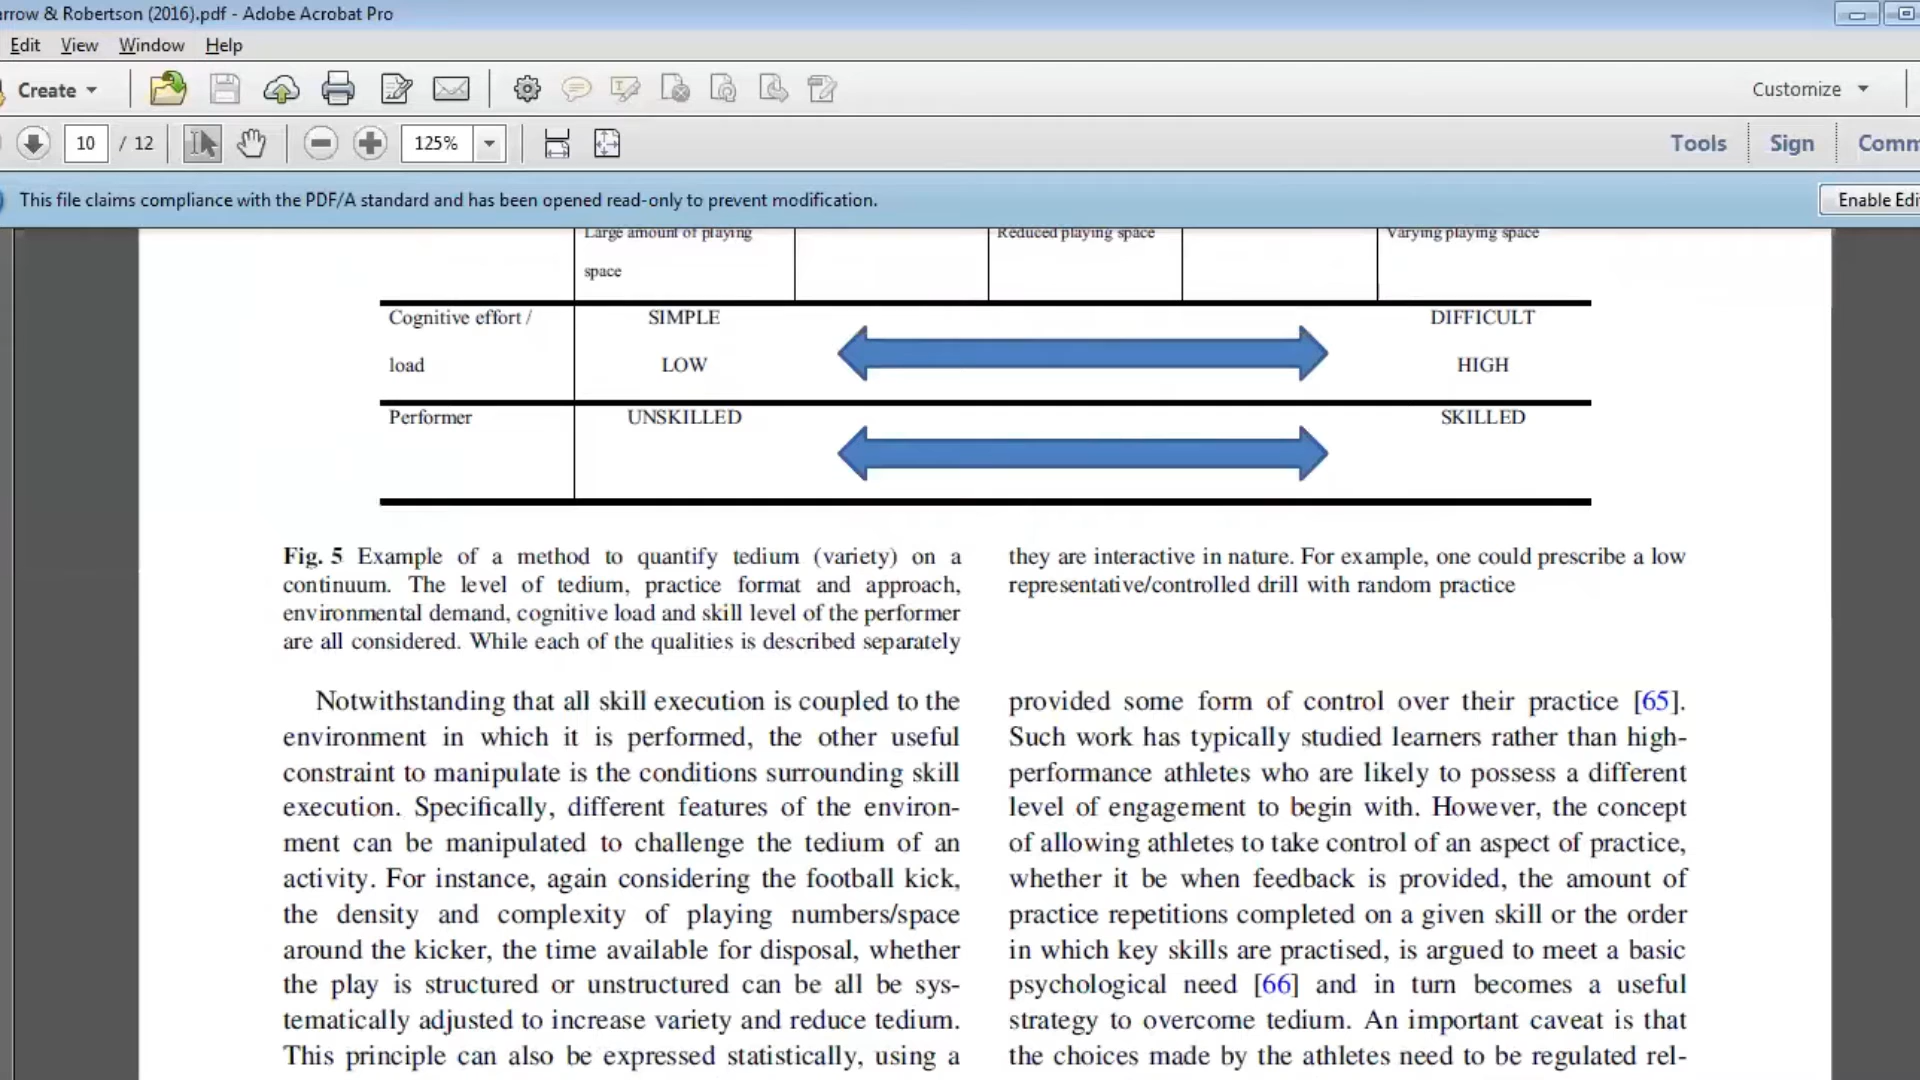 arrow & Robertson (2016).pdf - Adobe Acrobat Pro
Edit View Window Help
Create
Customize
10 / 12
125%
Tools Sign Comm
This file claims compliance with the PDF/A standard and has been opened read-only to prevent modification.
Enable Edi
Large amount of playing
space
Reduced playing space
Varying playing space
Cognitive effort /
load
SIMPLE
LOW
DIFFICULT
HIGH
Performer
UNSKILLED
SKILLED
Fig. 5 Example of a method to quantify tedium (variety) on a
continuum. The level of tedium, practice format and approach,
environmental demand, cognitive load and skill level of the performer
are all considered. While each of the qualities is described separately
they are interactive in nature. For example, one could prescribe a low
representative/controlled drill with random practice
Notwithstanding that all skill execution is coupled to the
environment in which it is performed, the other useful
constraint to manipulate is the conditions surrounding skill
execution. Specifically, different features of the environ-
ment can be manipulated to challenge the tedium of an
activity. For instance, again considering the football kick,
the density and complexity of playing numbers/space
around the kicker, the time available for disposal, whether
the play is structured or unstructured can be all be sys-
tematically adjusted to increase variety and reduce tedium.
This principle can also be expressed statistically, using a
provided some form of control over their practice [65].
Such work has typically studied learners rather than high-
performance athletes who are likely to possess a different
level of engagement to begin with. However, the concept
of allowing athletes to take control of an aspect of practice,
whether it be when feedback is provided, the amount of
practice repetitions completed on a given skill or the order
in which key skills are practised, is argued to meet a basic
psychological need [66] and in turn becomes a useful
strategy to overcome tedium. An important caveat is that
the choices made by the athletes need to be regulated rel-